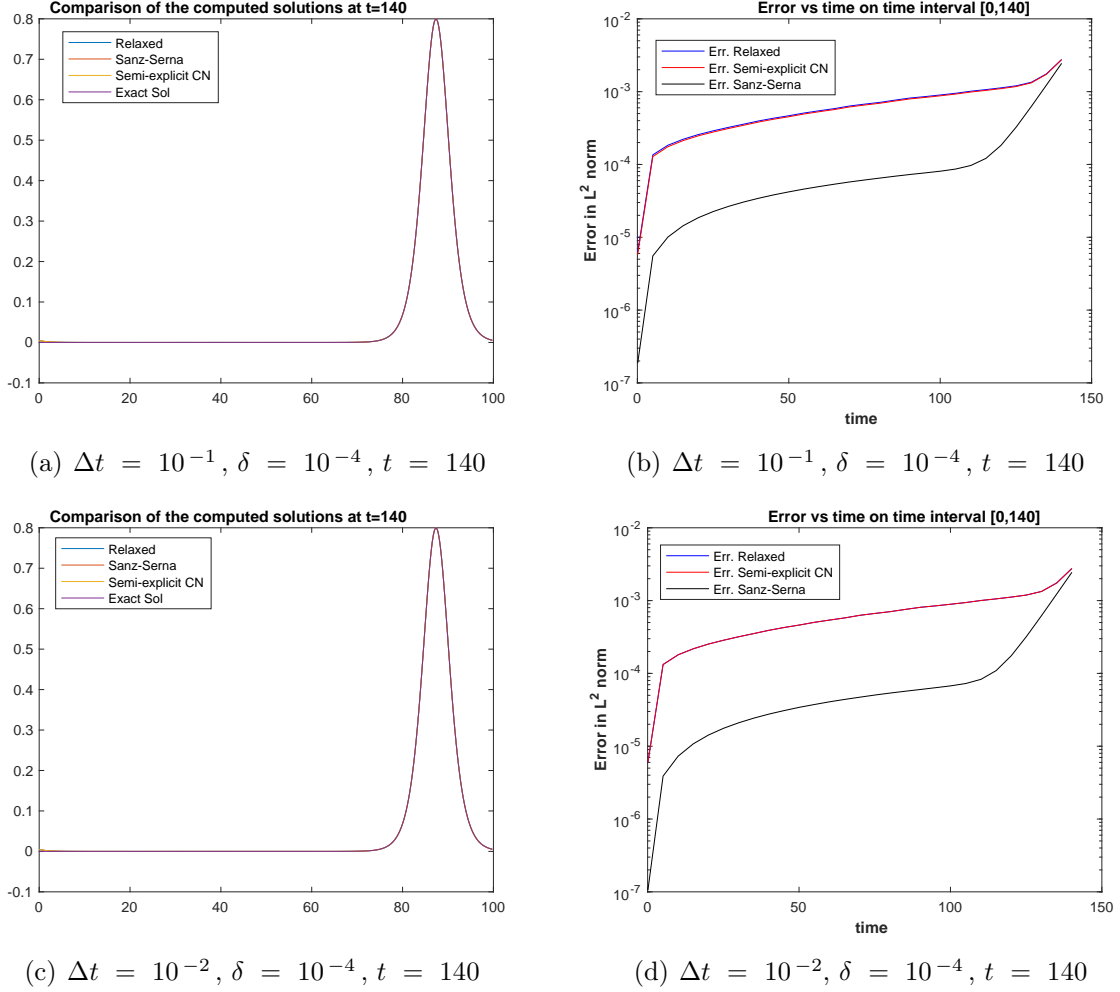 Comparison of the computed solutions at t=140
0.8
0.7
0.6
0.5
0.4
0.3
0.2
0.1
0
-0.1
Relaxed
Sanz-Serna
Semi-explicit CN
Exact Sol
0 20 40 60 80 100
(a) Δt = 10^{-1}, δ = 10^{-4}, t = 140
Error vs time on time interval [0,140]
Error in L^2 norm
10^{-2}
10^{-3}
10^{-4}
10^{-5}
10^{-6}
10^{-7}
Err. Relaxed
Err. Semi-explicit CN
Err. Sanz-Serna
0 50 100 150
time
(b) Δt = 10^{-1}, δ = 10^{-4}, t = 140
Comparison of the computed solutions at t=140
0.8
0.7
0.6
0.5
0.4
0.3
0.2
0.1
0
-0.1
Relaxed
Sanz-Serna
Semi-explicit CN
Exact Sol
0 20 40 60 80 100
(c) Δt = 10^{-2}, δ = 10^{-4}, t = 140
Error vs time on time interval [0,140]
Error in L^2 norm
10^{-2}
10^{-3}
10^{-4}
10^{-5}
10^{-6}
10^{-7}
Err. Relaxed
Err. Semi-explicit CN
Err. Sanz-Serna
0 50 100 150
time
(d) Δt = 10^{-2}, δ = 10^{-4}, t = 140